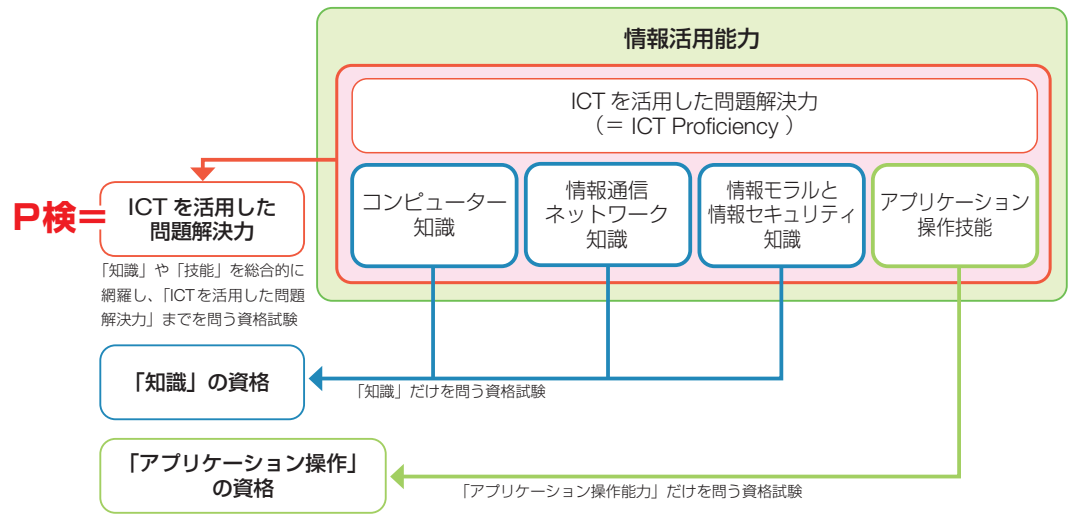 情報活用能力
ICT を活用した問題解決力
（＝ ICT Proficiency ）
コンピューター
知識
情報通信
ネットワーク
知識
情報モラルと
情報セキュリティ
知識
アプリケーション
操作技能
P検＝
ICT を活用した
問題解決力
「知識」や「技能」を総合的に
網羅し、「ICTを活用した問題
解決力」までを問う資格試験
「知識」の資格
「知識」だけを問う資格試験
「アプリケーション操作」
の資格
「アプリケーション操作能力」だけを問う資格試験